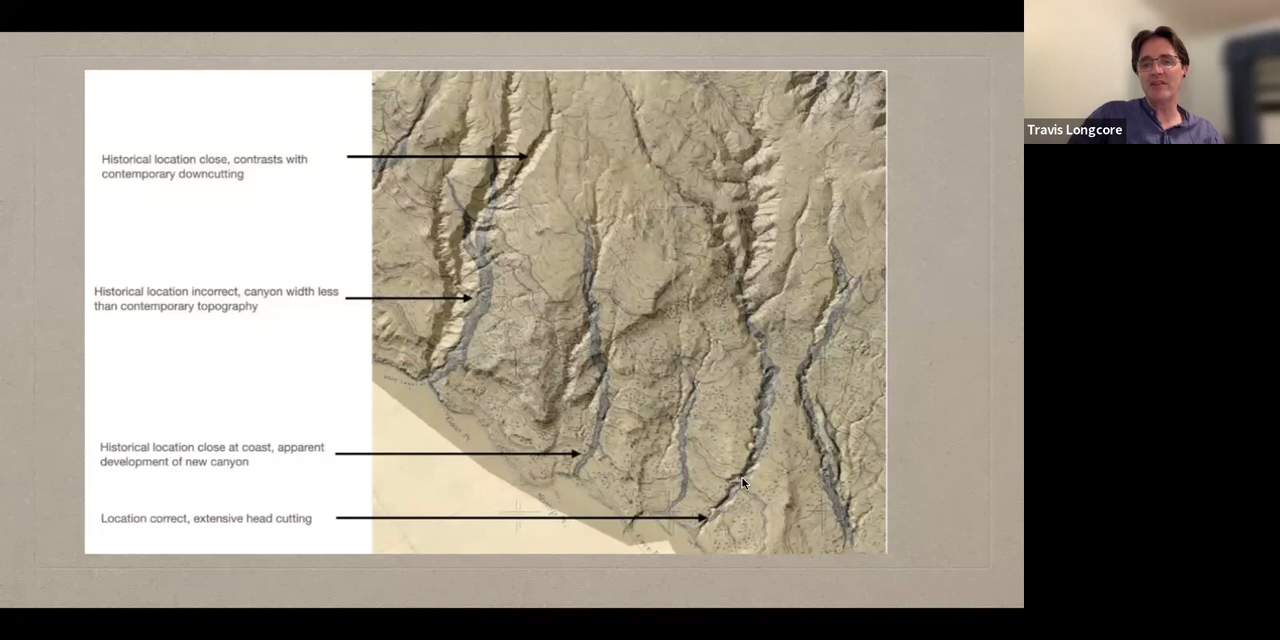 Travis Longcore
Historical location close, contrasts with
contemporary downcutting
Historical location incorrect, canyon width less
than contemporary topography
Historical location close at coast, apparent
development of new canyon
Location correct, extensive head cutting